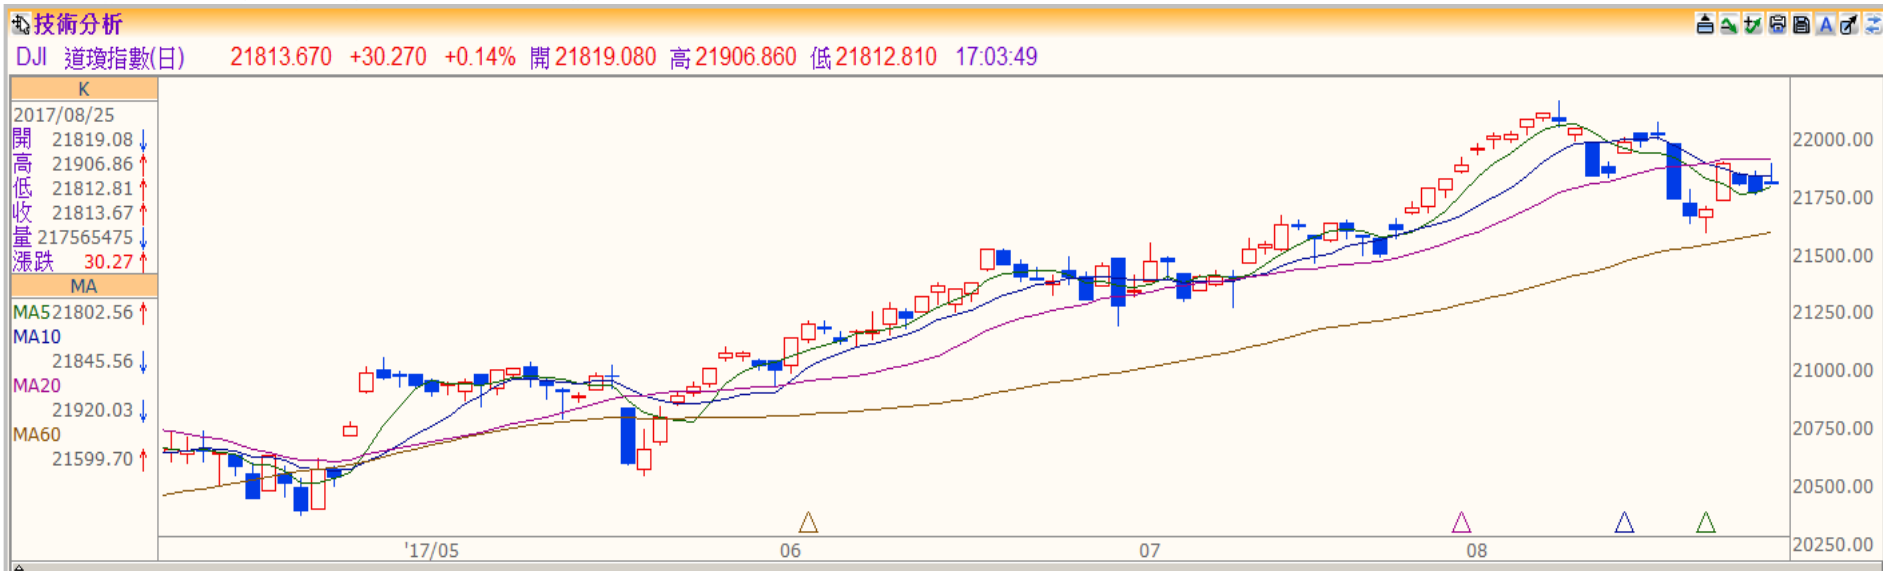 技術分析
A
DJI 道瓊指數(日) 21813.670 +30.270 +0.14% 開 21819.080 高 21906.860 低 21812.810 17:03:49
K
2017/08/25
開 21819.08↓
高 21906.86↑
低 21812.81↑
收 21813.67↑
量 217565475↓
漲跌 30.27↑
MA
MA5 21802.56↑
MA10
21845.56↓
MA20
21920.03↓
MA60
21599.70↑
22000.00
21750.00
21500.00
21250.00
21000.00
20750.00
20500.00
20250.00
'17/05 06 07 08